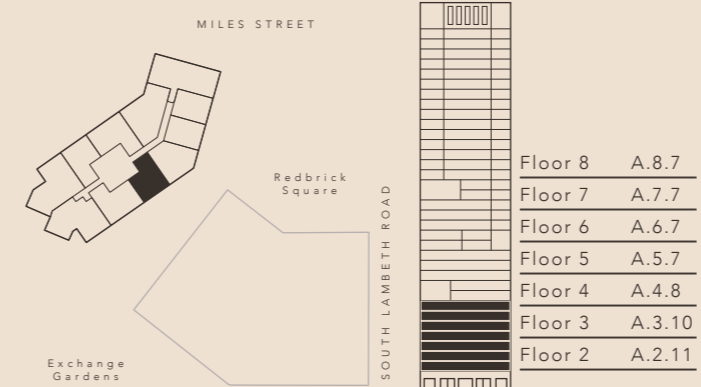 MILES STREET
Redbrick
Square
SOUTH LAMBETH ROAD
Exchange
Gardens
Floor 8 A.8.7
Floor 7 A.7.7
Floor 6 A.6.7
Floor 5 A.5.7
Floor 4 A.4.8
Floor 3 A.3.10
Floor 2 A.2.11